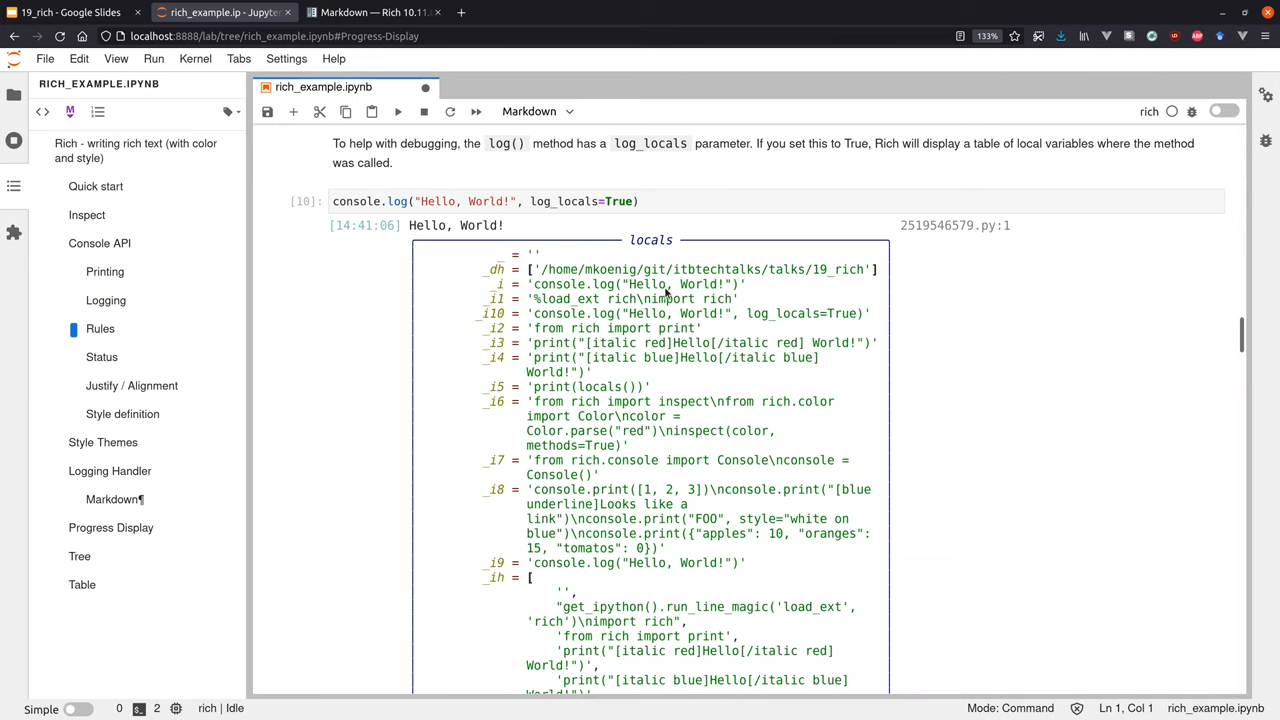 19_rich - Google Slides
rich_example.ip - Jupyter
Markdown — Rich 10.11.0
localhost:8888/lab/tree/rich_example.ipynb#Progress-Display
133%
File Edit View Run Kernel Tabs Settings Help
RICH_EXAMPLE.IPYNB
rich_example.ipynb
Markdown
rich
Rich - writing rich text (with color
and style)
Quick start
Inspect
Console API
Printing
Logging
Rules
Status
Justify / Alignment
Style definition
Style Themes
Logging Handler
Markdown¶
Progress Display
Tree
Table
To help with debugging, the log() method has a log_locals parameter. If you set this to True, Rich will display a table of local variables where the method
was called.
[10]: console.log("Hello, World!", log_locals=True)
[14:41:06] Hello, World! 2519546579.py:1
locals
_ = ''
_dh = ['/home/mkoenig/git/itbtechtalks/talks/19_rich']
_i = 'console.log("Hello, World!")'
_i1 = '%load_ext rich\nimport rich'
_i10 = 'console.log("Hello, World!", log_locals=True)'
_i2 = 'from rich import print'
_i3 = 'print("[italic red]Hello[/italic red] World!")'
_i4 = 'print("[italic blue]Hello[/italic blue]
World!")'
_i5 = 'print(locals())'
_i6 = 'from rich import inspect\nfrom rich.color
import Color\ncolor =
Color.parse("red")\ninspect(color,
methods=True)'
_i7 = 'from rich.console import Console\nconsole =
Console()'
_i8 = 'console.print([1, 2, 3])\nconsole.print("[blue
underline]Looks like a
link")\nconsole.print("FOO", style="white on
blue")\nconsole.print({"apples": 10, "oranges":
15, "tomatos": 0})'
_i9 = 'console.log("Hello, World!")'
_ih = [
'',
"get_ipython().run_line_magic('load_ext',
'rich')\nimport rich",
'from rich import print',
'print("[italic red]Hello[/italic red]
World!")',
'print("[italic blue]Hello[/italic blue]
World!")'
Simple 0 2 rich | Idle Mode: Command Ln 1, Col 1 rich_example.ipynb